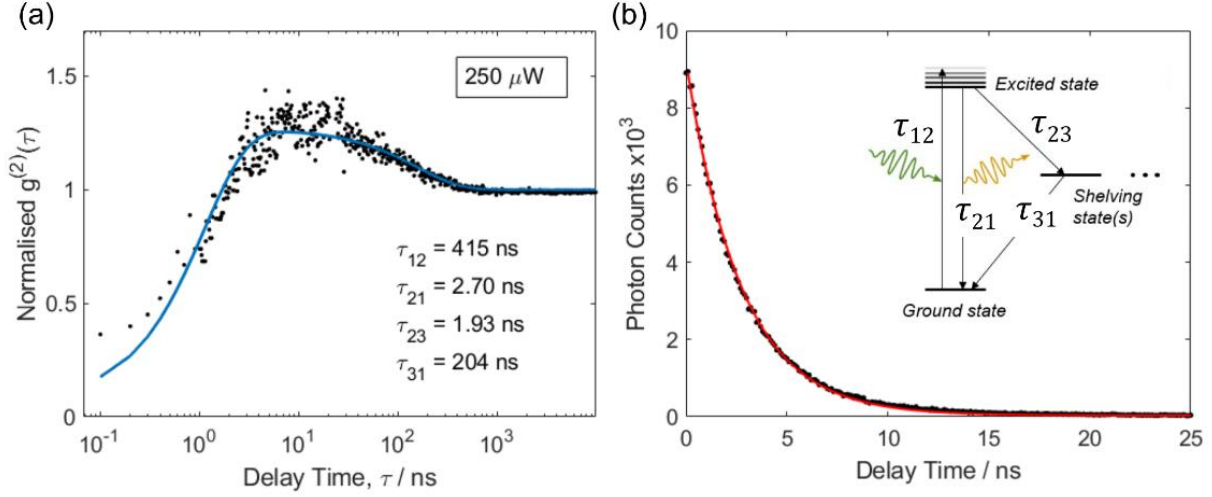 (a)
Normalised g⁽²⁾(τ)
1.5
1
0.5
0
250 μW
τ₁₂ = 415 ns
τ₂₁ = 2.70 ns
τ₂₃ = 1.93 ns
τ₃₁ = 204 ns
10⁻¹ 10⁰ 10¹ 10² 10³
Delay Time, τ / ns
(b)
Photon Counts x10³
10
8
6
4
2
0
Excited state
τ₁₂ τ₂₃
Shelving
state(s)
τ₂₁ τ₃₁
Ground state
0 5 10 15 20 25
Delay Time / ns